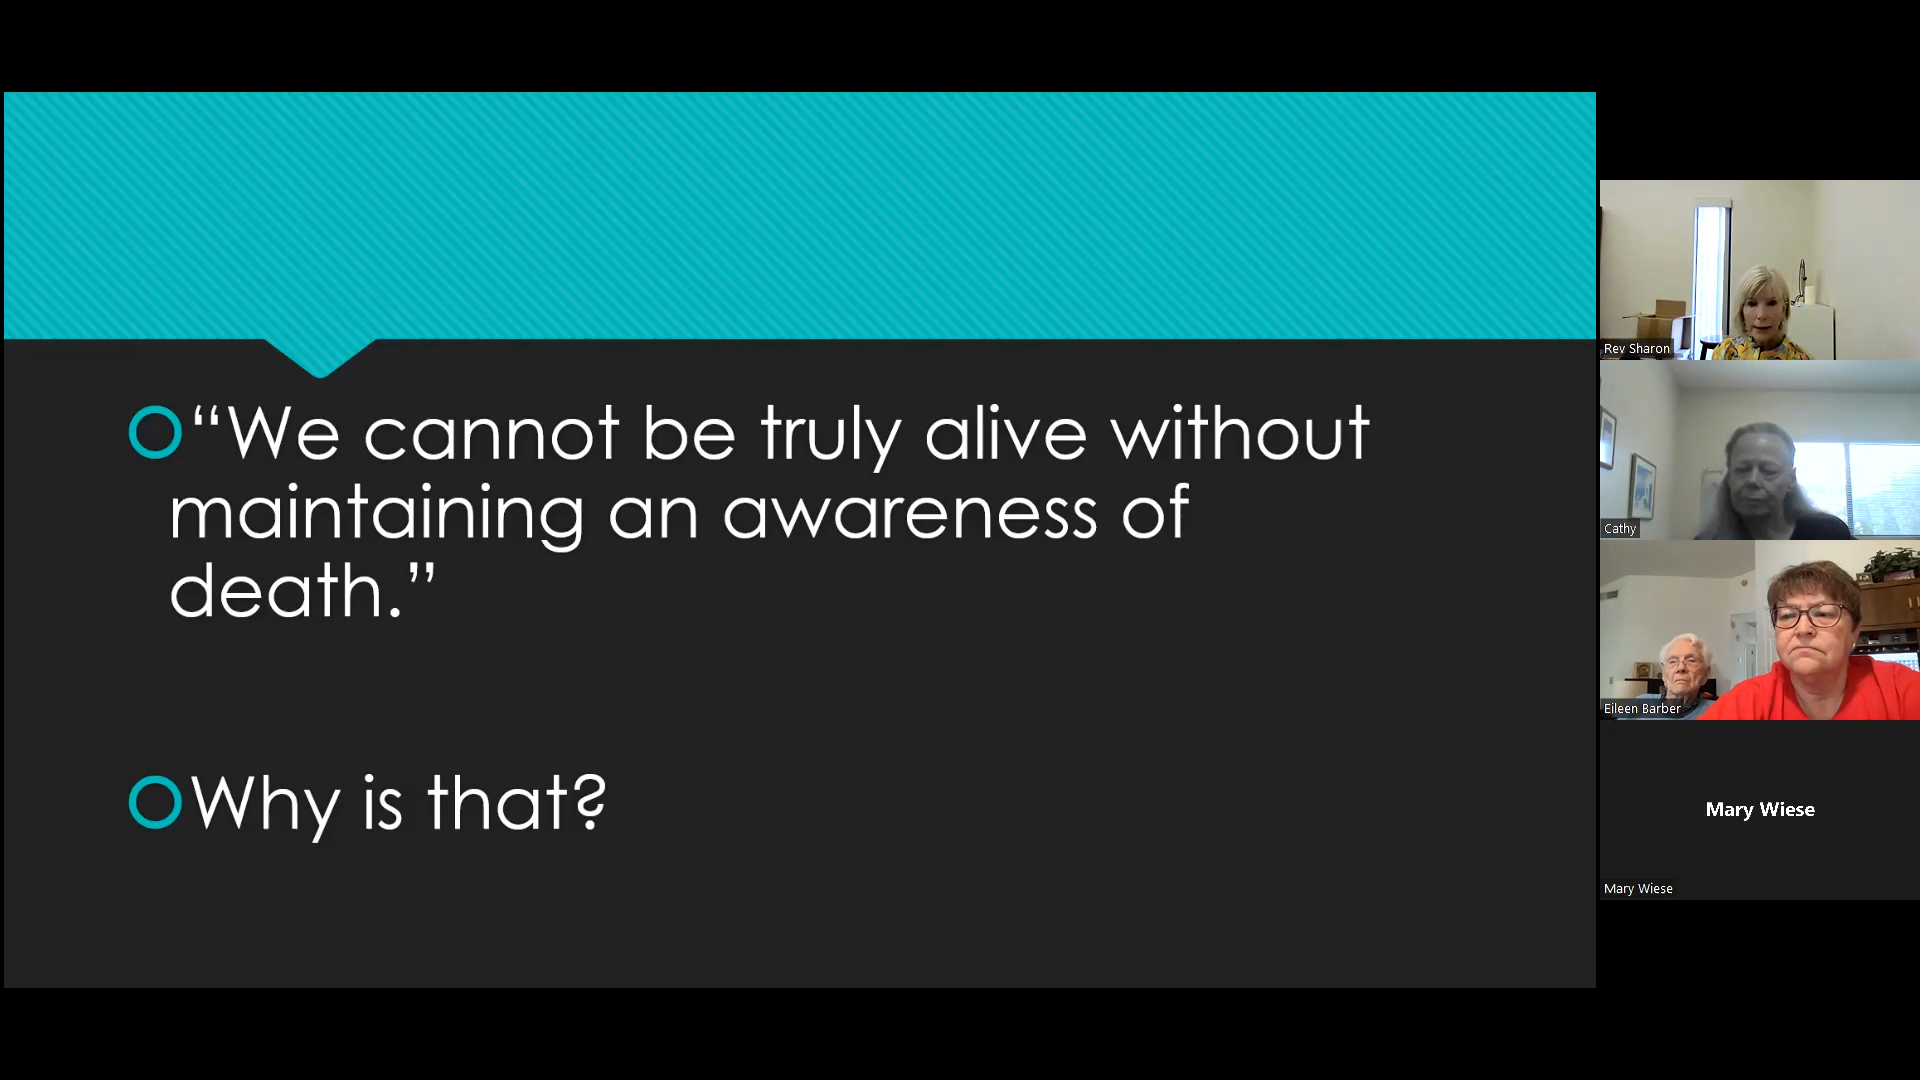 “We cannot be truly alive without
maintaining an awareness of
death.”
Why is that?
Rev Sharon
Cathy
Eileen Barber
Mary Wiese
Mary Wiese